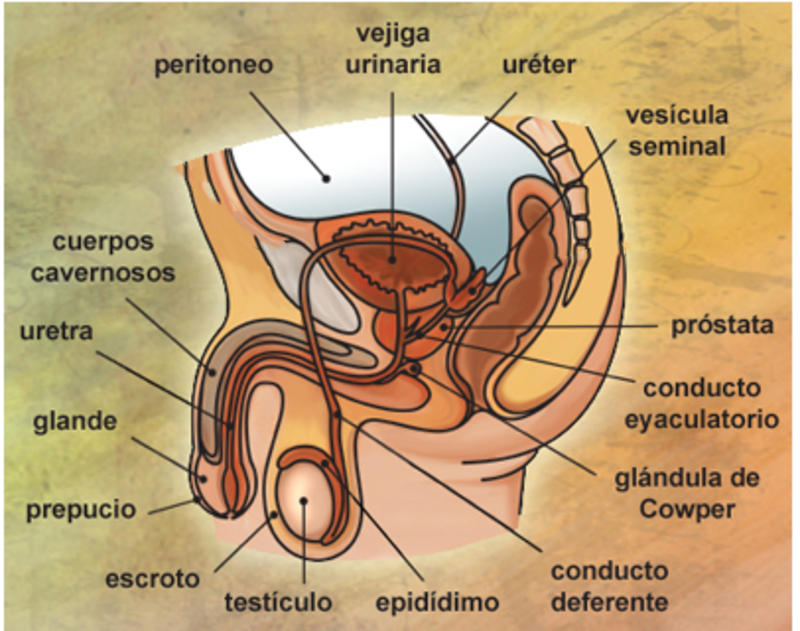 vejiga
urinaria
peritoneo
uréter
vesícula
seminal
cuerpos
cavernosos
uretra
próstata
conducto
eyaculatorio
glande
glándula de
Cowper
prepucio
escroto
testículo
epidídimo
conducto
deferente